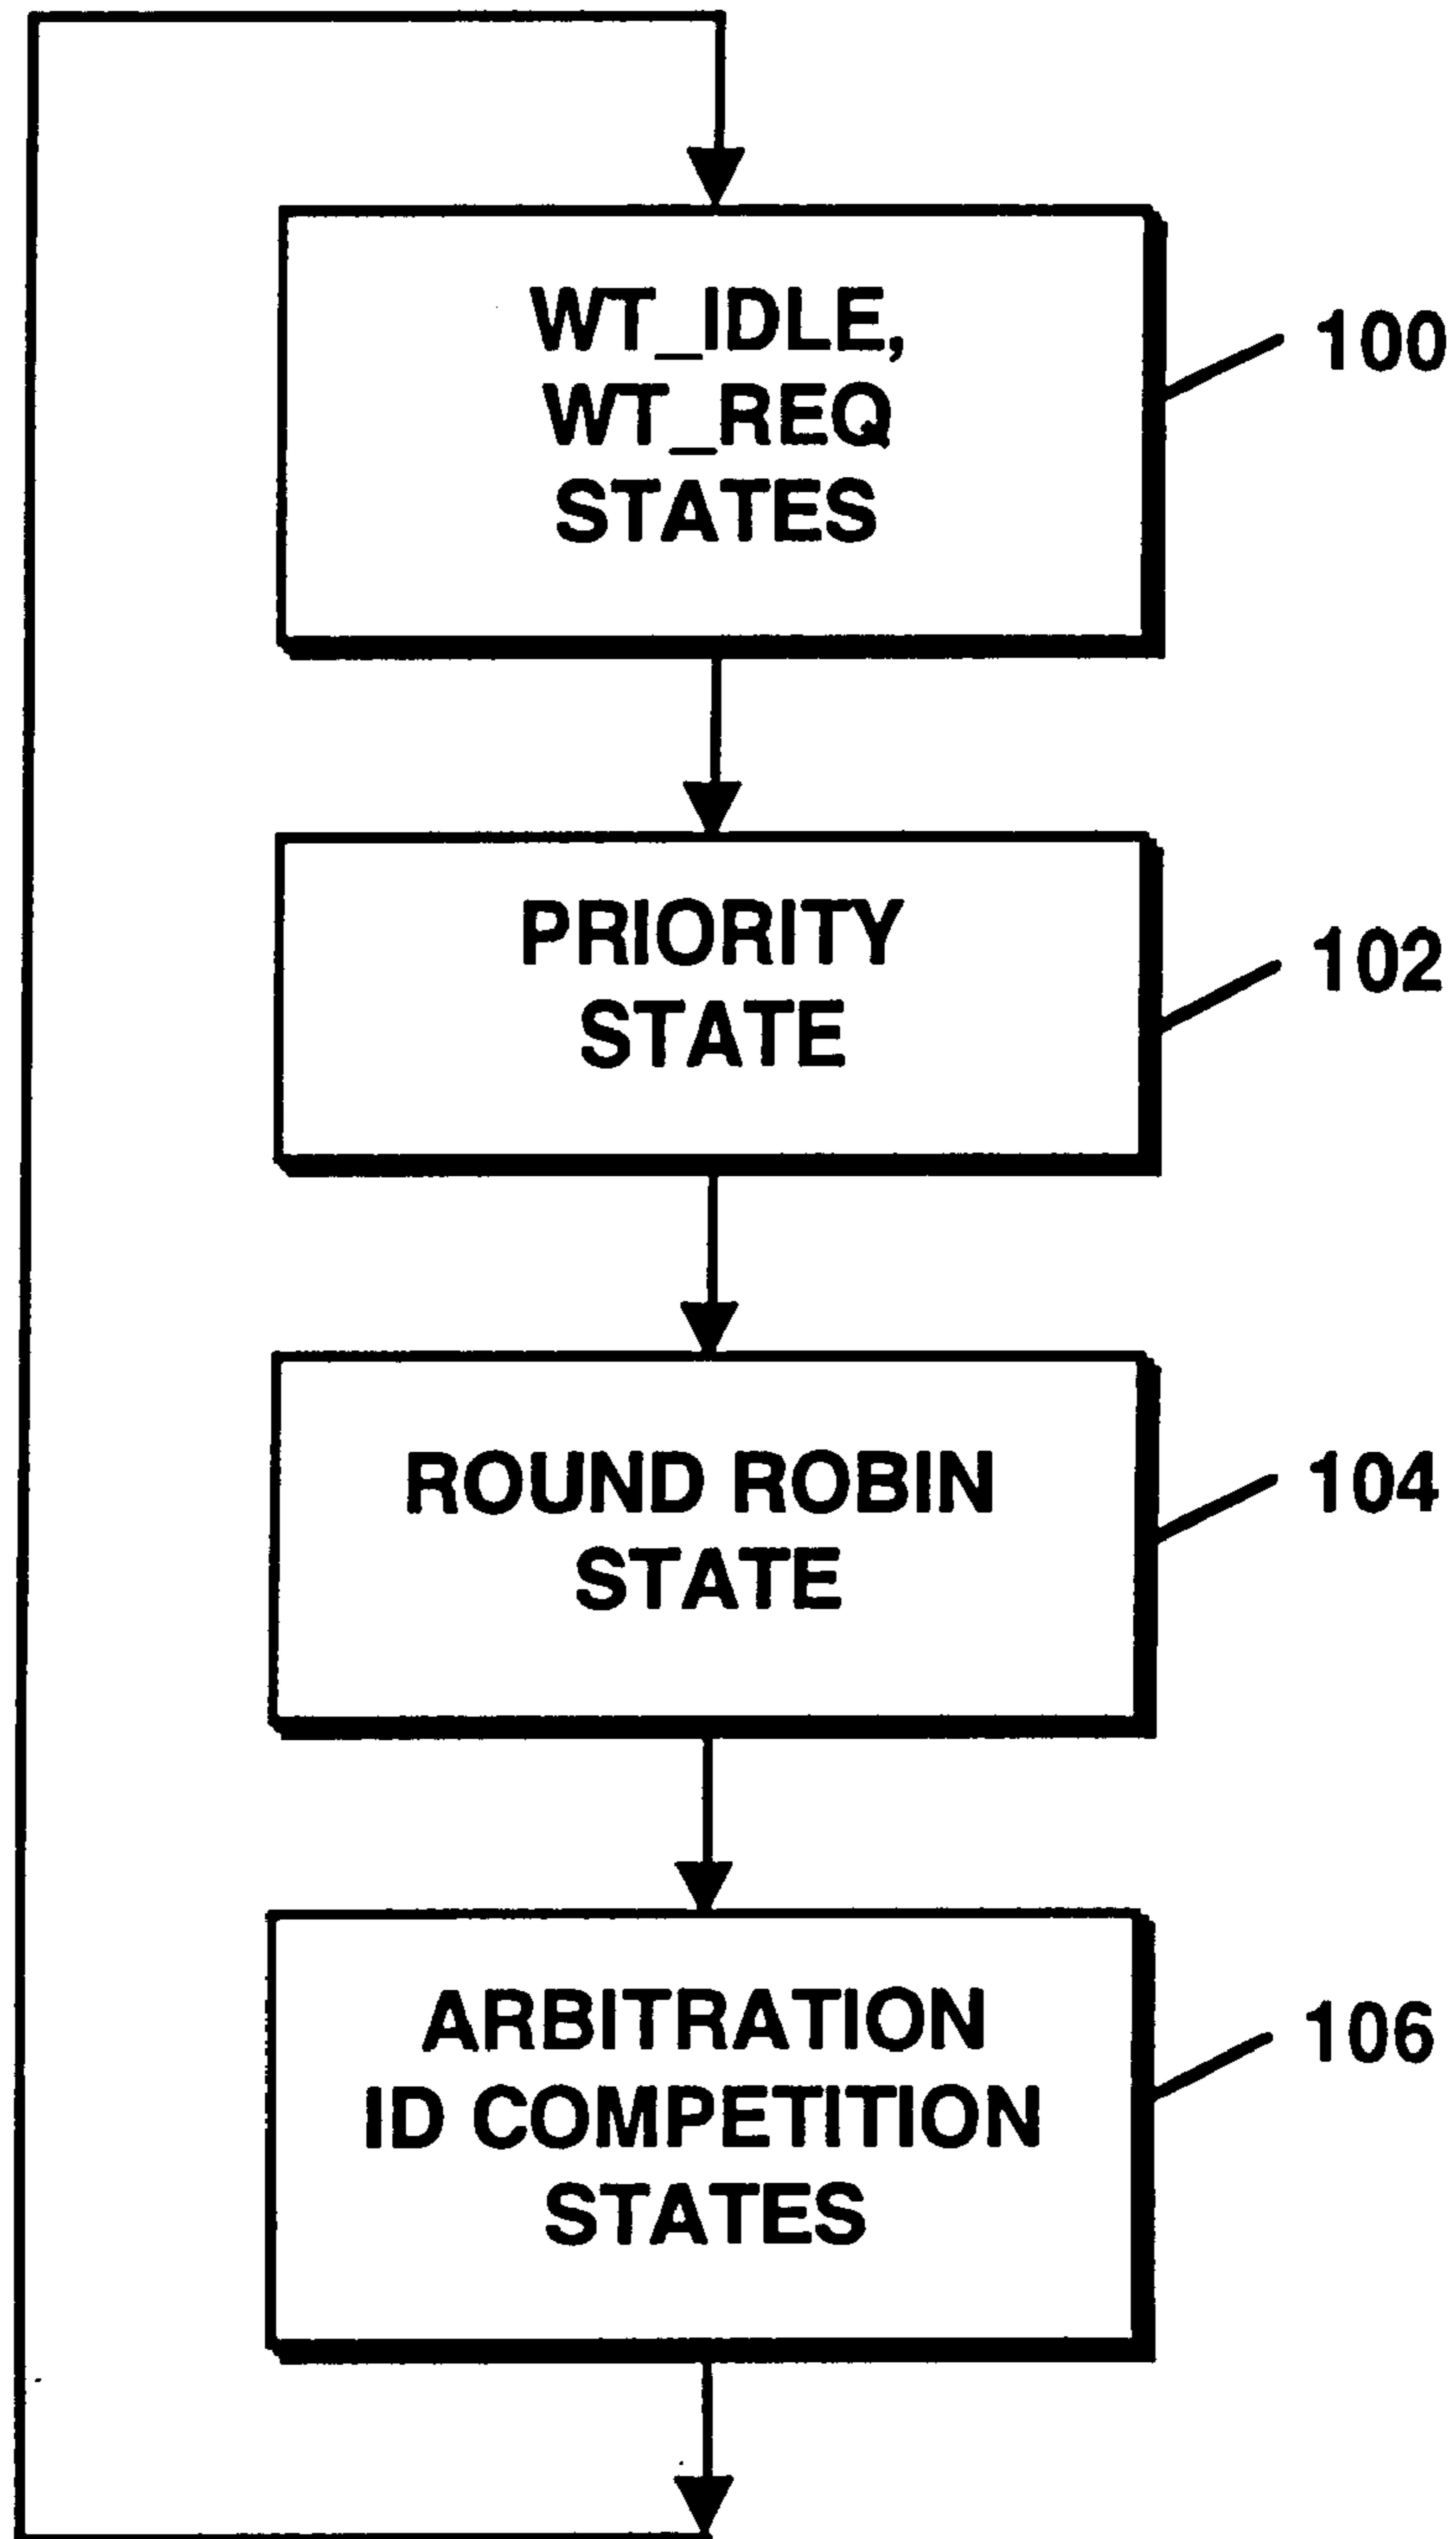 WT_IDLE,
WT_REQ
STATES
100
PRIORITY
STATE
102
ROUND ROBIN
STATE
104
ARBITRATION
ID COMPETITION
STATES
106